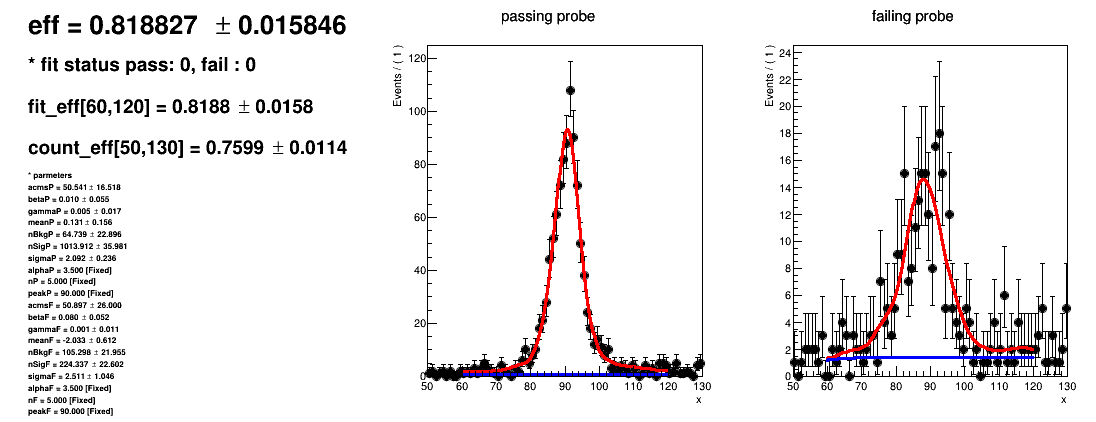 eff = 0.818827 ± 0.015846
* fit status pass: 0, fail : 0
fit_eff[60,120] = 0.8188 ± 0.0158
count_eff[50,130] = 0.7599 ± 0.0114
* parmeters
acmsP = 50.541 ± 16.518
betaP = 0.010 ± 0.055
gammaP = 0.005 ± 0.017
meanP = 0.131 ± 0.156
nBkgP = 64.739 ± 22.896
nSigP = 1013.912 ± 35.981
sigmaP = 2.092 ± 0.236
alphaP = 3.500 [Fixed]
nP = 5.000 [Fixed]
peakP = 90.000 [Fixed]
acmsF = 50.897 ± 26.000
betaF = 0.080 ± 0.052
gammaF = 0.001 ± 0.011
meanF = -2.033 ± 0.612
nBkgF = 105.298 ± 21.955
nSigF = 224.337 ± 22.602
sigmaF = 2.511 ± 1.046
alphaF = 3.500 [Fixed]
nF = 5.000 [Fixed]
peakF = 90.000 [Fixed]
passing probe
Events / ( 1 )
120
100
80
60
40
20
0
50 60 70 80 90 100 110 120 130
x
failing probe
Events / ( 1 )
24
22
20
18
16
14
12
10
8
6
4
2
0
50 60 70 80 90 100 110 120 130
x